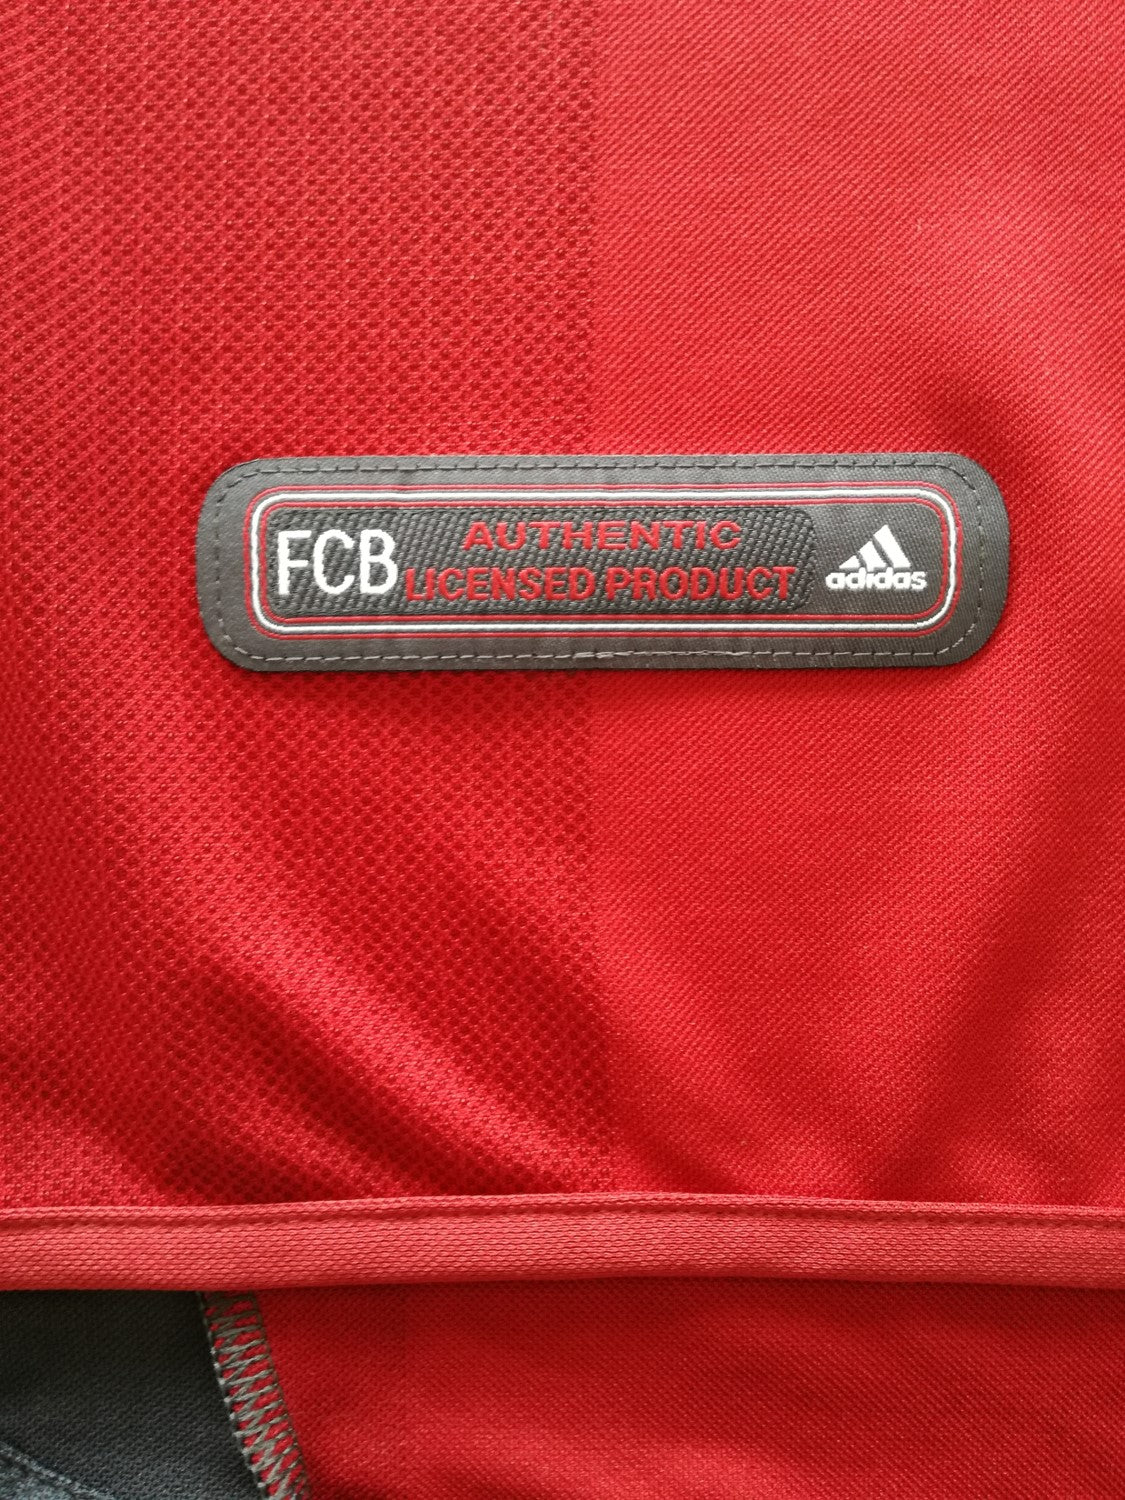 FCB
AUTHENTIC
LICENSED PRODUCT
adidas